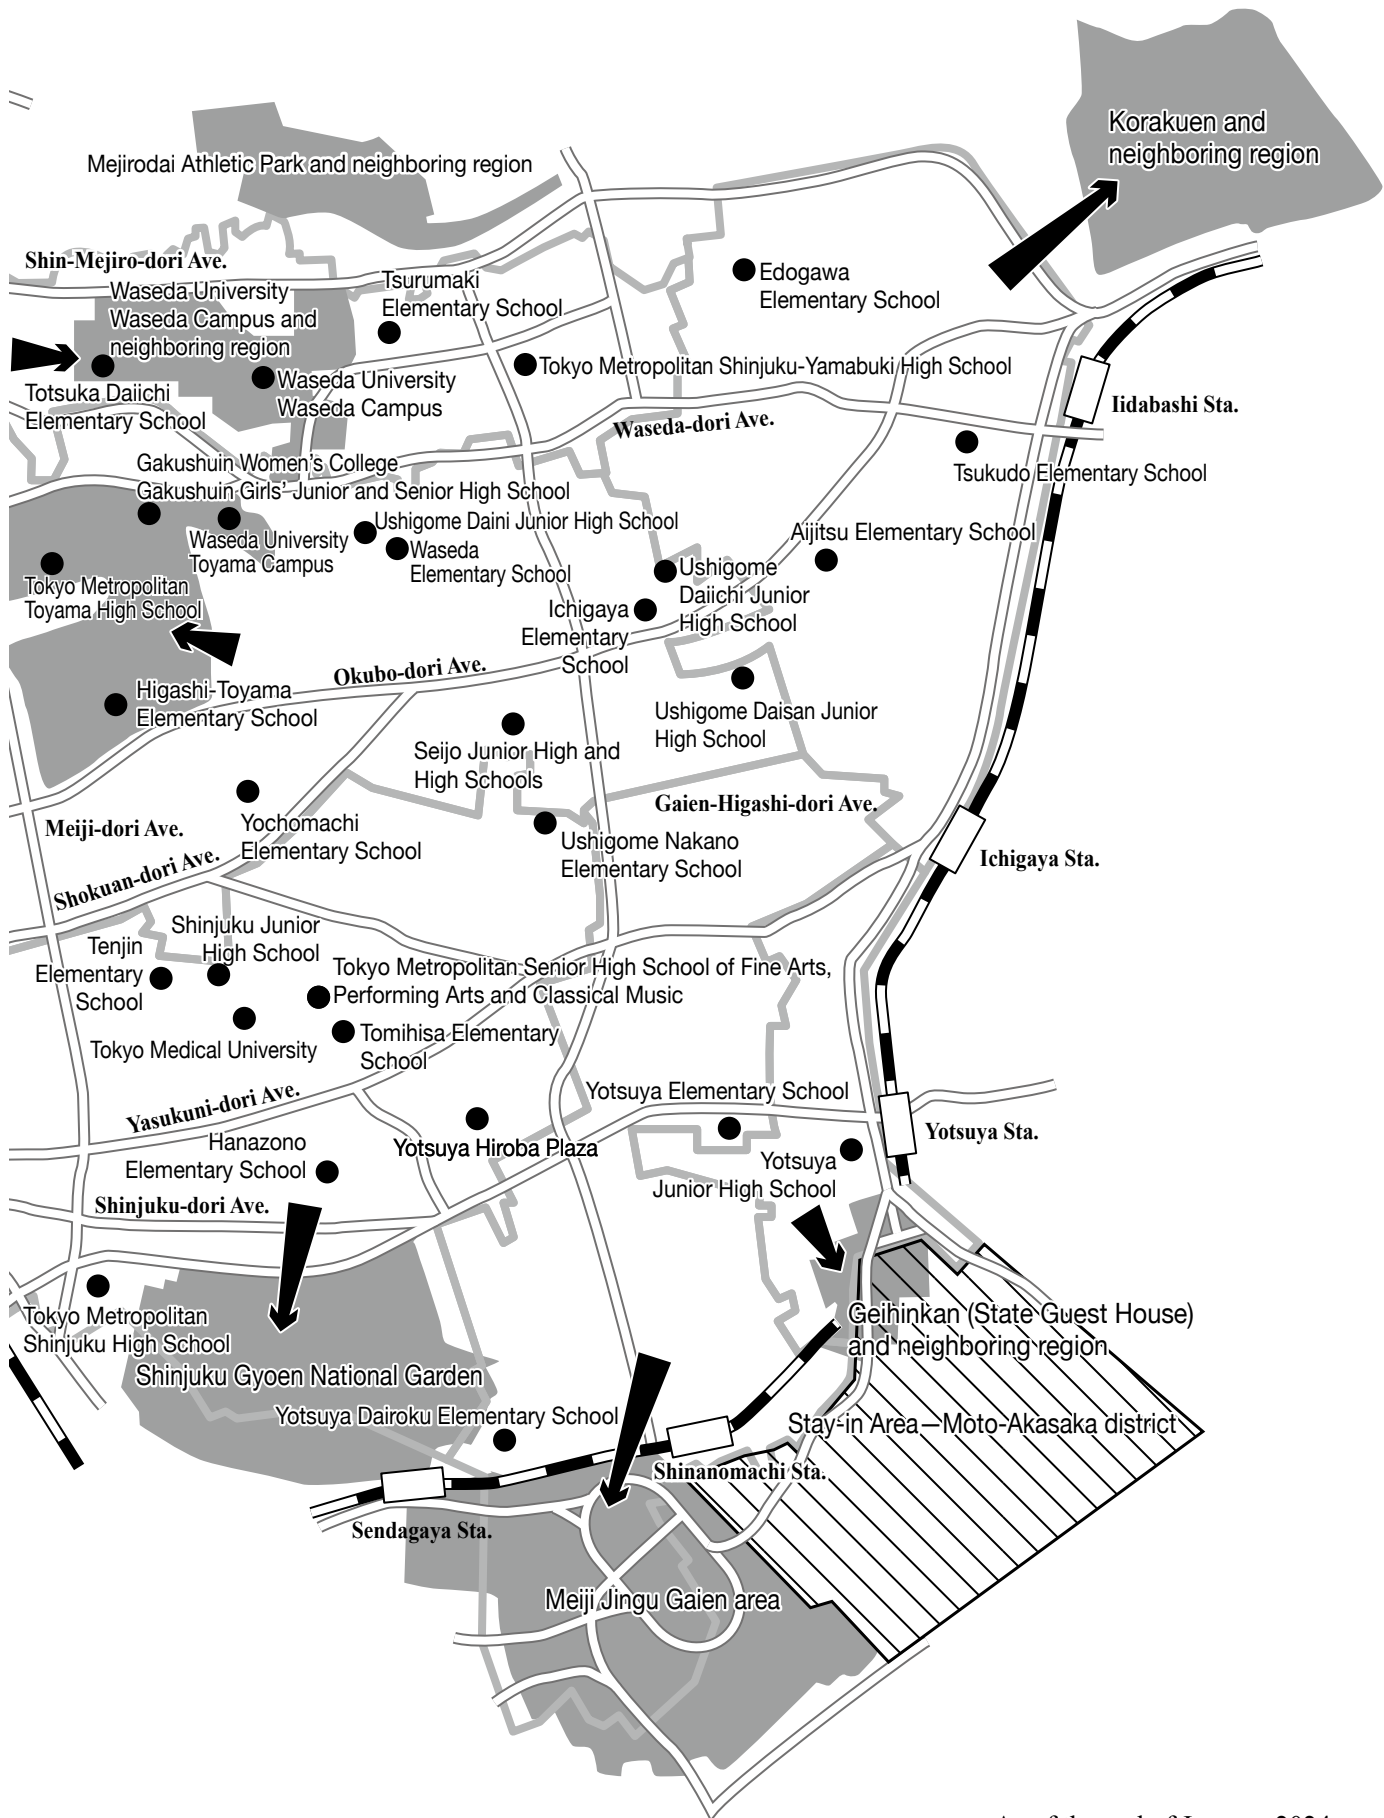 Korakuen and
neighboring region
Mejirodai Athletic Park and neighboring region
Shin-Mejiro-dori Ave.
Waseda University
Waseda Campus and
neighboring region
Tsurumaki
Elementary School
Edogawa
Elementary School
Tokyo Metropolitan Shinjuku-Yamabuki High School
Totsuka Daiichi
Elementary School
Waseda University
Waseda Campus
Iidabashi Sta.
Waseda-dori Ave.
Tsukudo Elementary School
Gakushuin Women's College
Gakushuin Girls' Junior and Senior High School
Waseda University
Toyama Campus
Ushigome Daini Junior High School
Waseda
Elementary School
Aijitsu Elementary School
Tokyo Metropolitan
Toyama High School
Ushigome
Daiichi Junior
High School
Ichigaya
Elementary
School
Okubo-dori Ave.
Higashi-Toyama
Elementary School
Ushigome Daisan Junior
High School
Seijo Junior High and
High Schools
Gaien-Higashi-dori Ave.
Meiji-dori Ave.
Yochomachi
Elementary School
Ushigome Nakano
Elementary School
Ichigaya Sta.
Shokuan-dori Ave.
Shinjuku Junior
High School
Tenjin
Elementary
School
Tokyo Metropolitan Senior High School of Fine Arts,
Performing Arts and Classical Music
Tokyo Medical University
Tomihisa Elementary
School
Yasukuni-dori Ave.
Yotsuya Elementary School
Hanazono
Elementary School
Yotsuya Hiroba Plaza
Yotsuya Sta.
Yotsuya
Junior High School
Shinjuku-dori Ave.
Tokyo Metropolitan
Shinjuku High School
Geihinkan (State Guest House)
and neighboring region
Shinjuku Gyoen National Garden
Yotsuya Dairoku Elementary School
Stay-in Area—Moto-Akasaka district
Shinanomachi Sta.
Sendagaya Sta.
Meiji Jingu Gaien area